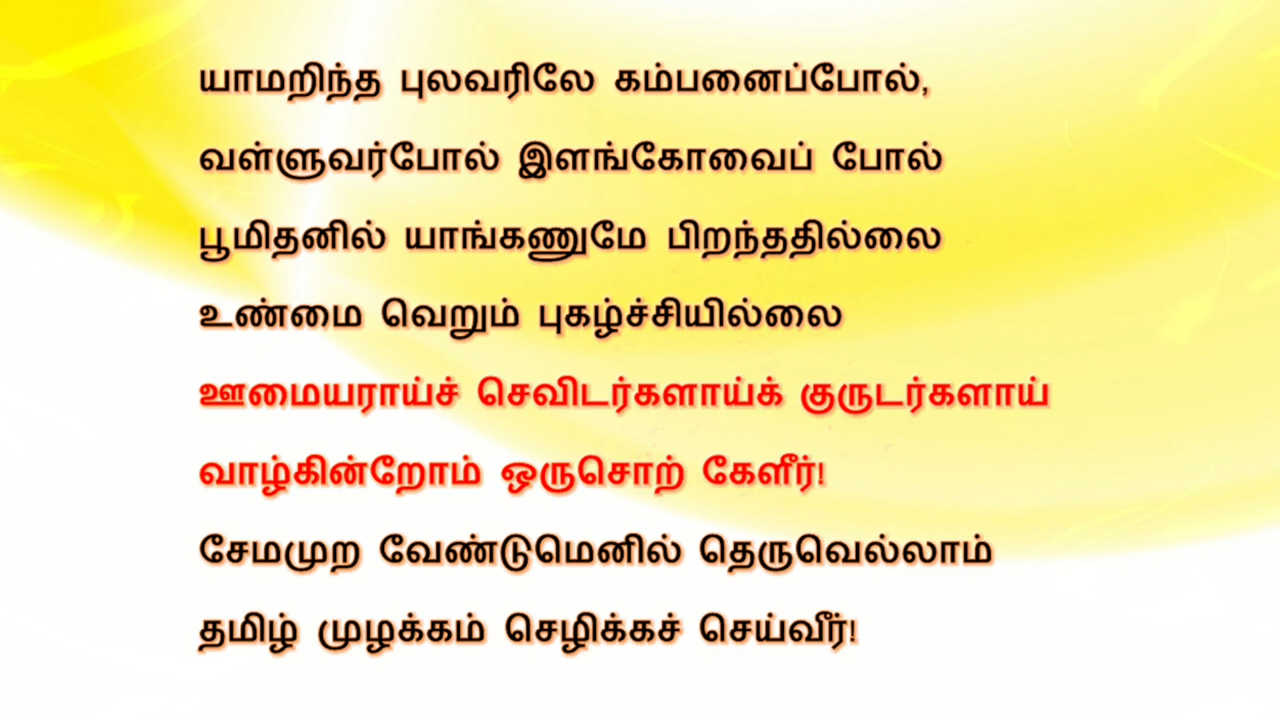 யாமறிந்த புலவரிலே கம்பனைப்போல்,
வள்ளுவர்போல் இளங்கோவைப் போல்
பூமிதனில் யாங்கணுமே பிறந்ததில்லை
உண்மை வெறும் புகழ்ச்சியில்லை
ஊமையராய்ச் செவிடர்களாய்க் குருடர்களாய்
வாழ்கின்றோம் ஒருசொற் கேளீர்!
சேமமுற வேண்டுமெனில் தெருவெல்லாம்
தமிழ் முழக்கம் செழிக்கச் செய்வீர்!